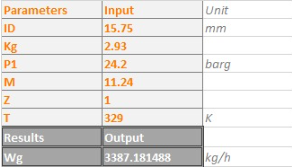 Parameters Input Unit
ID 15.75 mm
Kg 2.93
P1 24.2 barg
M 11.24
Z 1
T 329 K
Results Output
Wg 3387.181488 kg/h